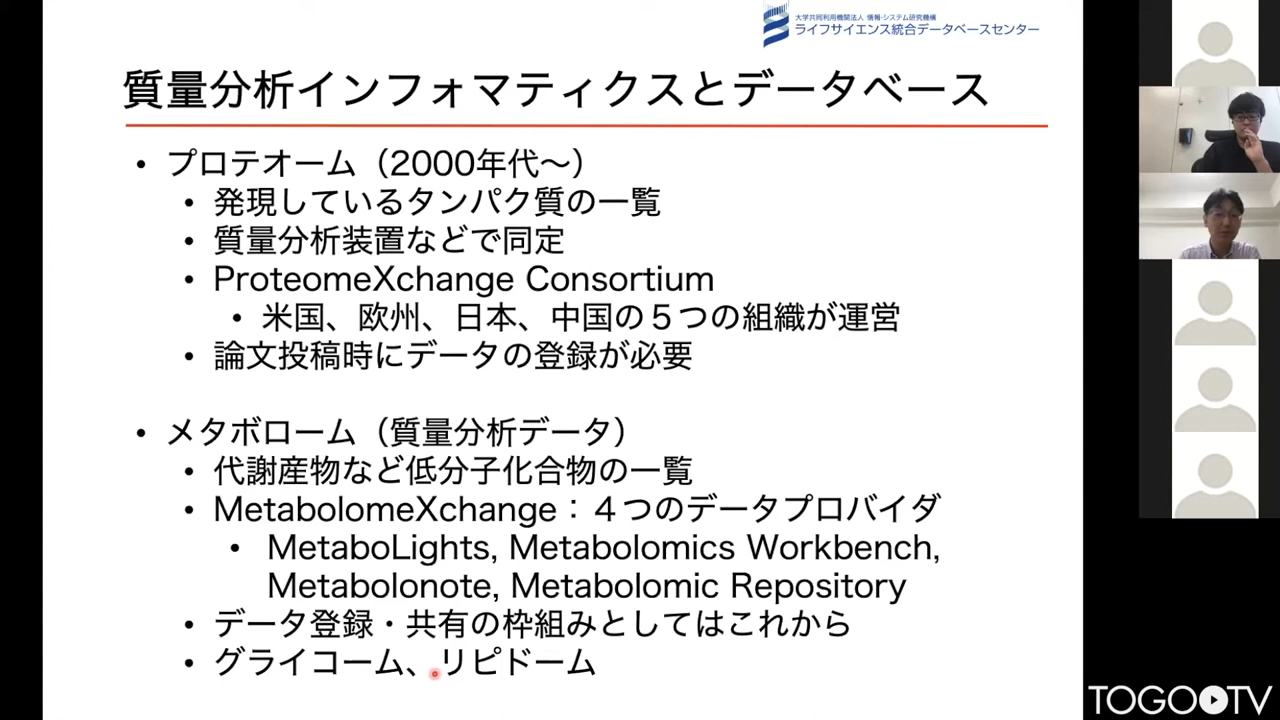 大学共同利用機関法人 情報・システム研究機構
ライフサイエンス統合データベースセンター
質量分析インフォマティクスとデータベース
• プロテオーム（2000年代〜）
• 発現しているタンパク質の一覧
• 質量分析装置などで同定
• ProteomeXchange Consortium
• 米国、欧州、日本、中国の５つの組織が運営
• 論文投稿時にデータの登録が必要
• メタボローム（質量分析データ）
• 代謝産物など低分子化合物の一覧
• MetabolomeXchange：４つのデータプロバイダ
• MetaboLights, Metabolomics Workbench,
Metabolonote, Metabolomic Repository
• データ登録・共有の枠組みとしてはこれから
• グライコーム、リピドーム
TOGO TV